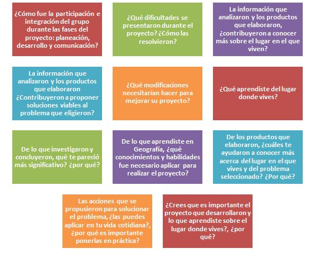 ¿Cómo fue la participación e
integración del grupo
durante las fases del
proyecto: planeación,
desarrollo y comunicación?
¿Qué dificultades se
presentaron durante el
proyecto? ¿Cómo las
resolvieron?
La información que
analizaron y los productos
que elaboraron,
¿contribuyeron a conocer
más sobre el lugar en el que
viven?
La información que
analizaron y los productos
que elaboraron
¿Contribuyeron a proponer
soluciones viables al
problema que eligieron?
¿Qué modificaciones
necesitarían hacer para
mejorar su proyecto?
¿Qué aprendiste del lugar
donde vives?
De lo que investigaron y
concluyeron, qué te pareció
más significativo? ¿por qué?
De lo que aprendiste en
Geografía, ¿qué
conocimientos y habilidades
fue necesario aplicar para
realizar el proyecto?
De los productos que
elaboraron, ¿cuáles te
ayudaron a conocer más
acerca del lugar en el que
vives y del problema
seleccionado? ¿Por qué?
Las acciones que se
propusieron para solucionar
el problema, ¿las puedes
aplicar en tu vida cotidiana?,
¿por qué es importante
ponerlas en práctica?
¿Crees que es importante el
proyecto que desarrollaron y
lo que aprendiste sobre el
lugar donde vives?, ¿por
qué?